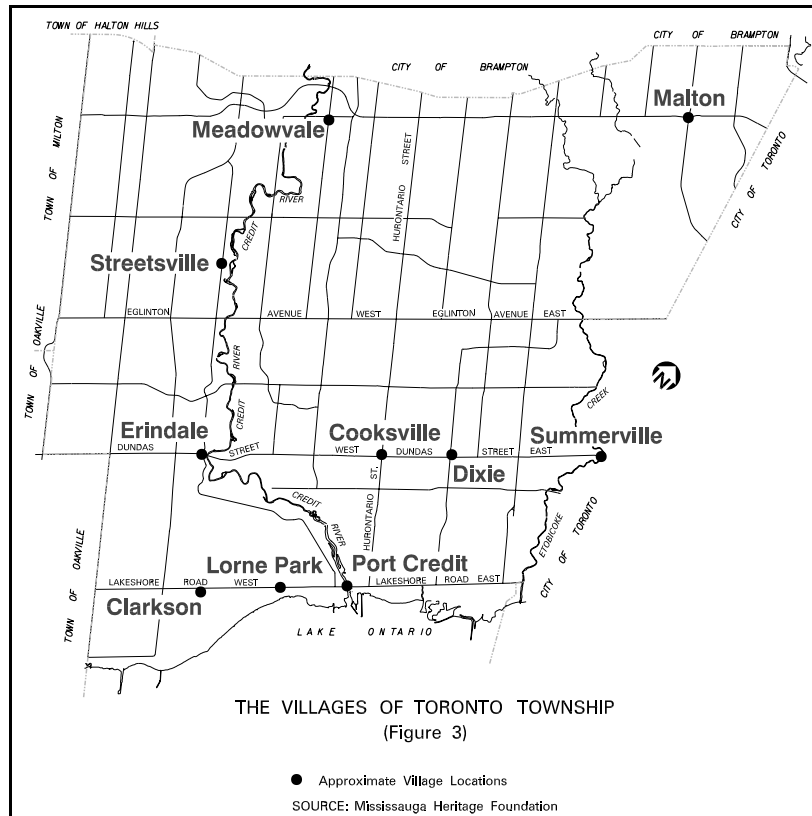 TOWN OF HALTON HILLS
CITY OF BRAMPTON
CITY OF BRAMPTON
Malton
Meadowvale
TOWN OF MILTON
HURONTARIO STREET
CITY OF TORONTO
CREDIT RIVER
Streetsville
EGLINTON AVENUE WEST EGLINTON AVENUE EAST
TOWN OF OAKVILLE
CREDIT RIVER
N
CREEK
Erindale
Cooksville
Summerville
DUNDAS STREET WEST DUNDAS STREET EAST
Dixie
HURONTARIO ST.
CREDIT RIVER
ETOBICOKE
CITY OF TORONTO
TOWN OF OAKVILLE
Lorne Park
Port Credit
LAKESHORE ROAD WEST LAKESHORE ROAD EAST
Clarkson
LAKE ONTARIO
THE VILLAGES OF TORONTO TOWNSHIP
(Figure 3)
● Approximate Village Locations
SOURCE: Mississauga Heritage Foundation